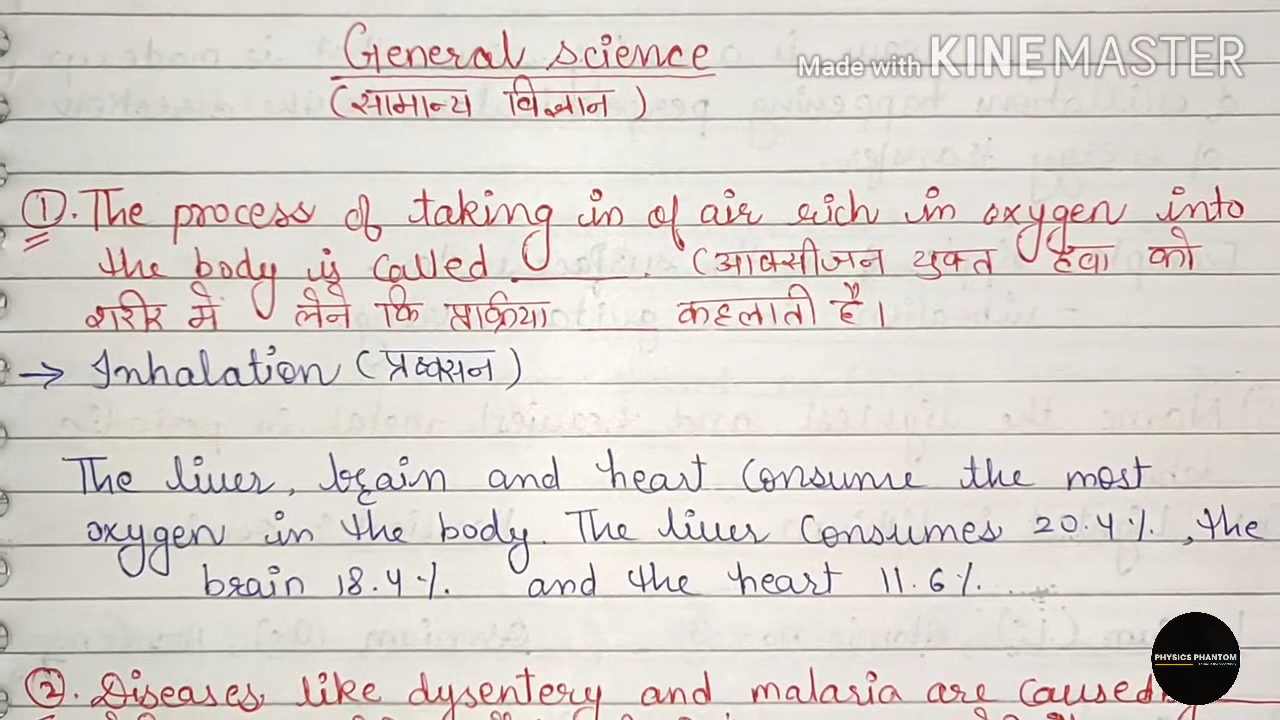 General science
Made with KINEMASTER
(सामान्य विज्ञान)
①. The process of taking in of air rich in oxygen into
the body is called ______. (आक्सीजन युक्त हवा को
शरीर में लेने कि प्रक्रिया ____ कहलाती है।
→ Inhalation (प्रश्वसन)
The liver, brain and heart consume the most
oxygen in the body. The liver consumes 20.4%, the
brain 18.4% and the heart 11.6%.
PHYSICS PHANTOM
②. Diseases like dysentery and malaria are caused by